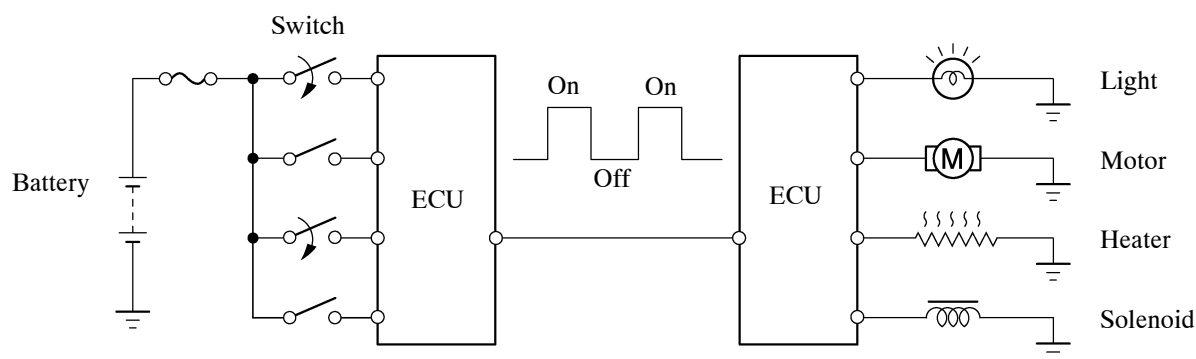 Switch
On
On
Light
Off
M
Motor
Battery
ECU
ECU
Heater
Solenoid